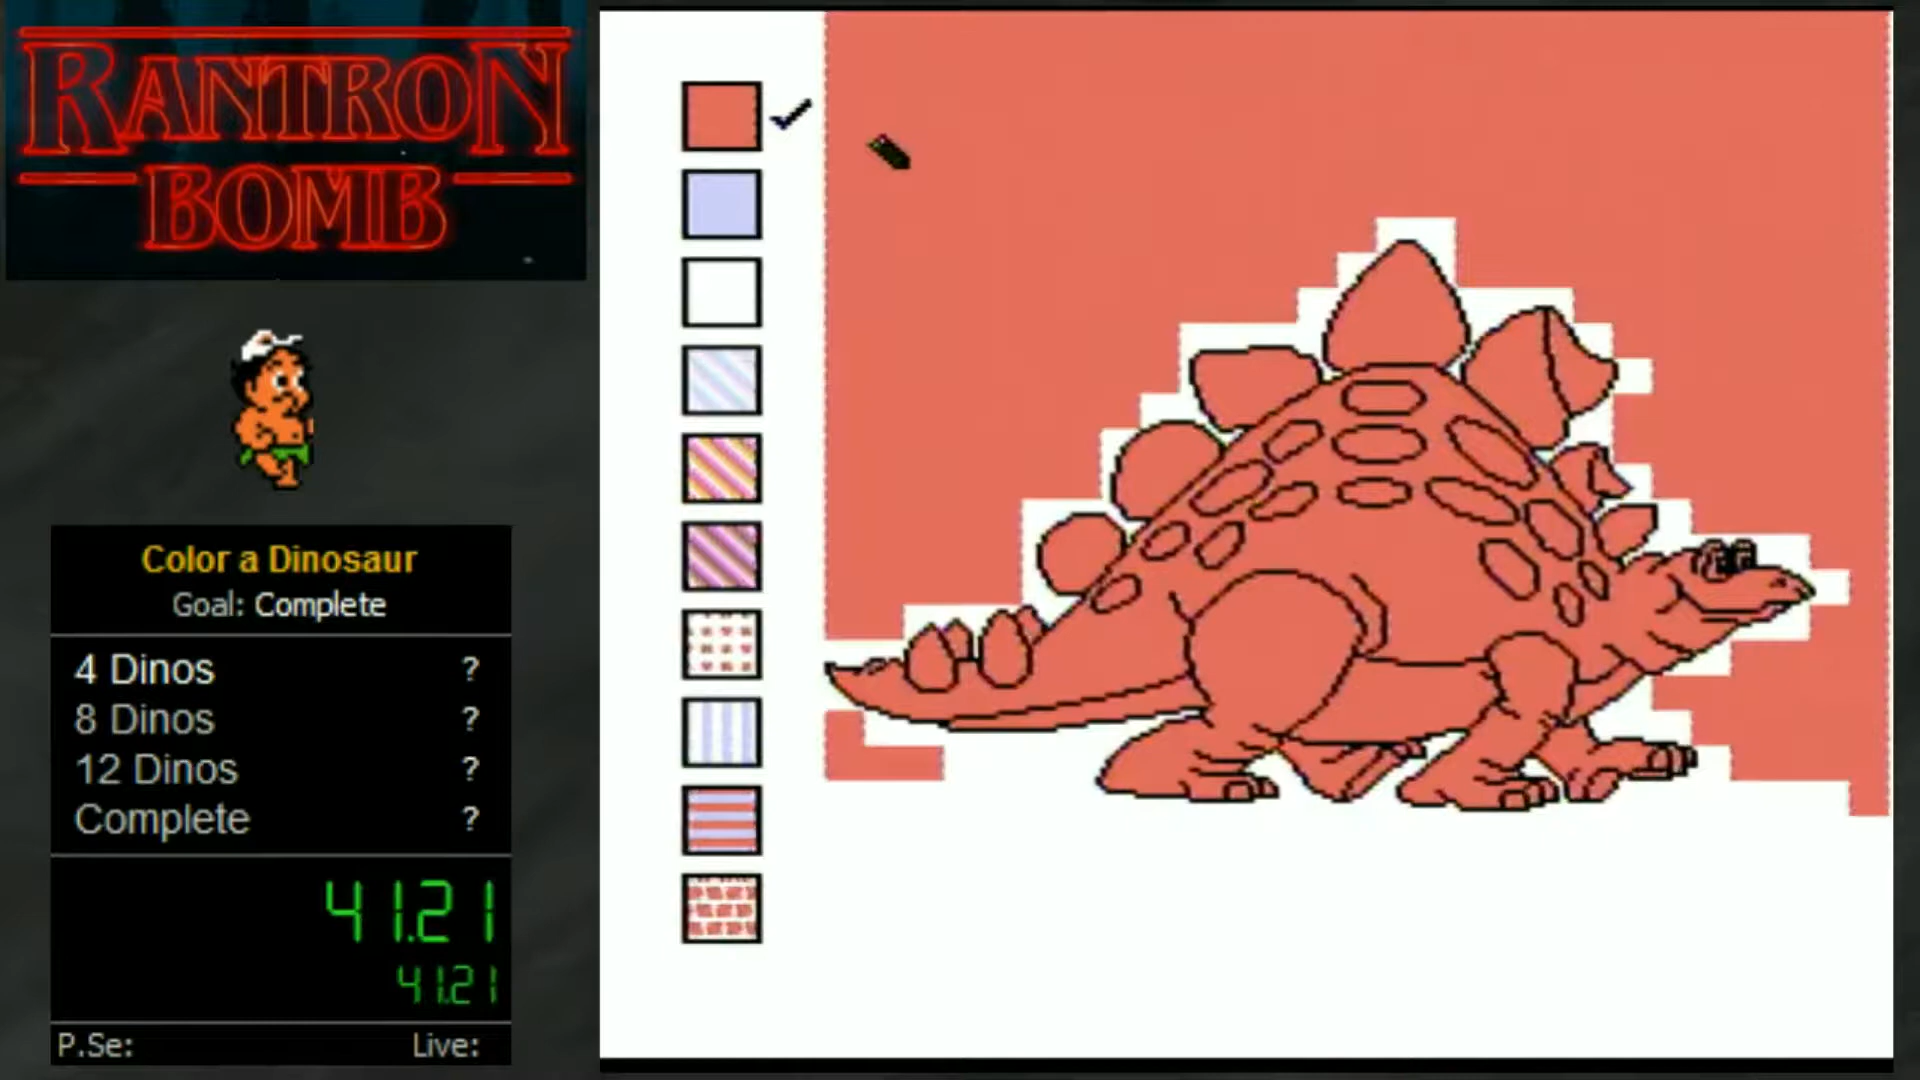 RANTRON
BOMB
Color a Dinosaur
Goal: Complete
4 Dinos ?
8 Dinos ?
12 Dinos ?
Complete ?
41.21
41.21
P.Se: Live: